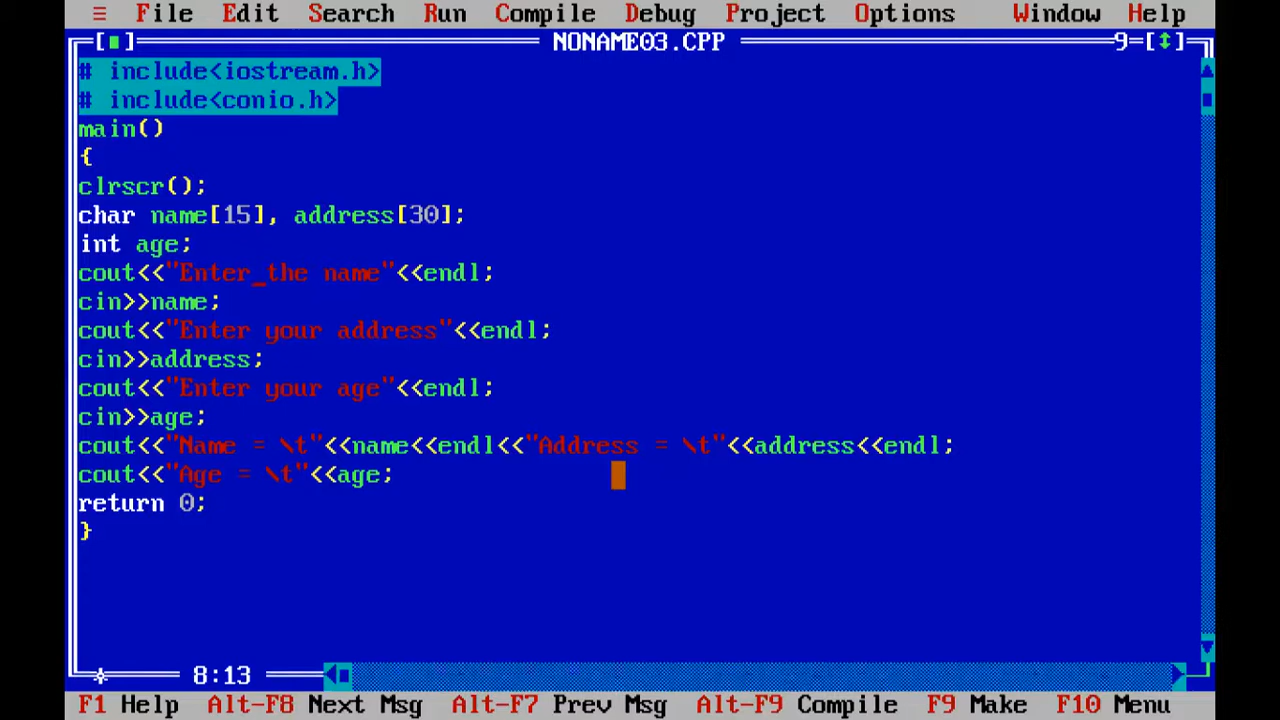 ≡ File Edit Search Run Compile Debug Project Options Window Help
[■] NONAME03.CPP 9=[↕]
# include<iostream.h>
# include<conio.h>
main()
{
clrscr();
char name[15], address[30];
int age;
cout<<"Enter_the name"<<endl;
cin>>name;
cout<<"Enter your address"<<endl;
cin>>address;
cout<<"Enter your age"<<endl;
cin>>age;
cout<<"Name = \t"<<name<<endl<<"Address = \t"<<address<<endl;
cout<<"Age = \t"<<age;
return 0;
}
* 8:13
F1 Help Alt-F8 Next Msg Alt-F7 Prev Msg Alt-F9 Compile F9 Make F10 Menu